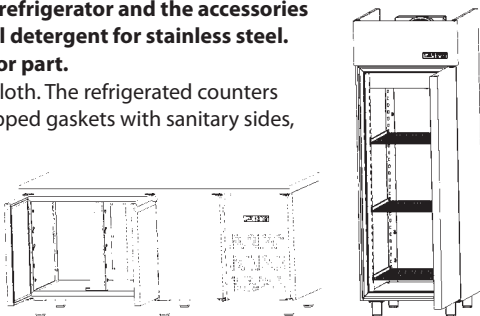 refrigerator and the accessories
l detergent for stainless steel.
or part.
loth. The refrigerated counters
pped gaskets with sanitary sides,